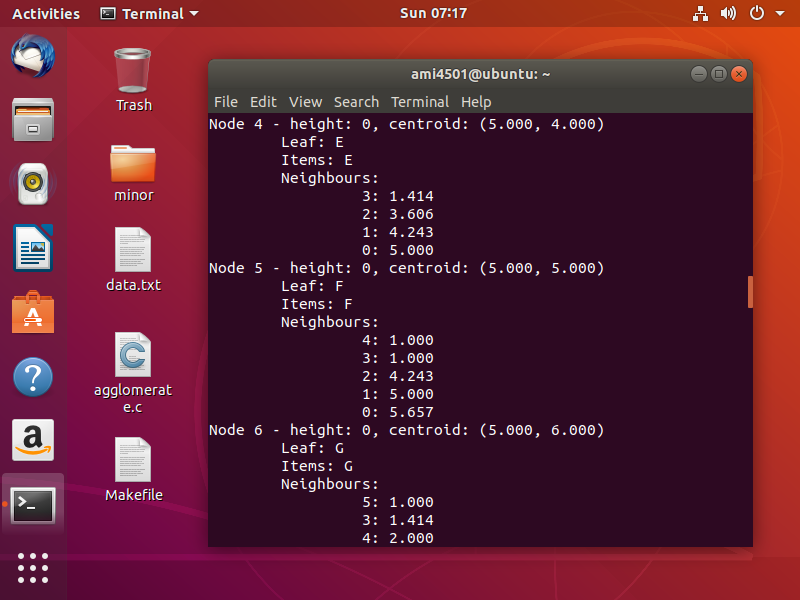 Activities Terminal Sun 07:17
Trash
minor
data.txt
agglomerat
e.c
Makefile
ami4501@ubuntu: ~
File Edit View Search Terminal Help
Node 4 - height: 0, centroid: (5.000, 4.000)
Leaf: E
Items: E
Neighbours:
3: 1.414
2: 3.606
1: 4.243
0: 5.000
Node 5 - height: 0, centroid: (5.000, 5.000)
Leaf: F
Items: F
Neighbours:
4: 1.000
3: 1.000
2: 4.243
1: 5.000
0: 5.657
Node 6 - height: 0, centroid: (5.000, 6.000)
Leaf: G
Items: G
Neighbours:
5: 1.000
3: 1.414
4: 2.000